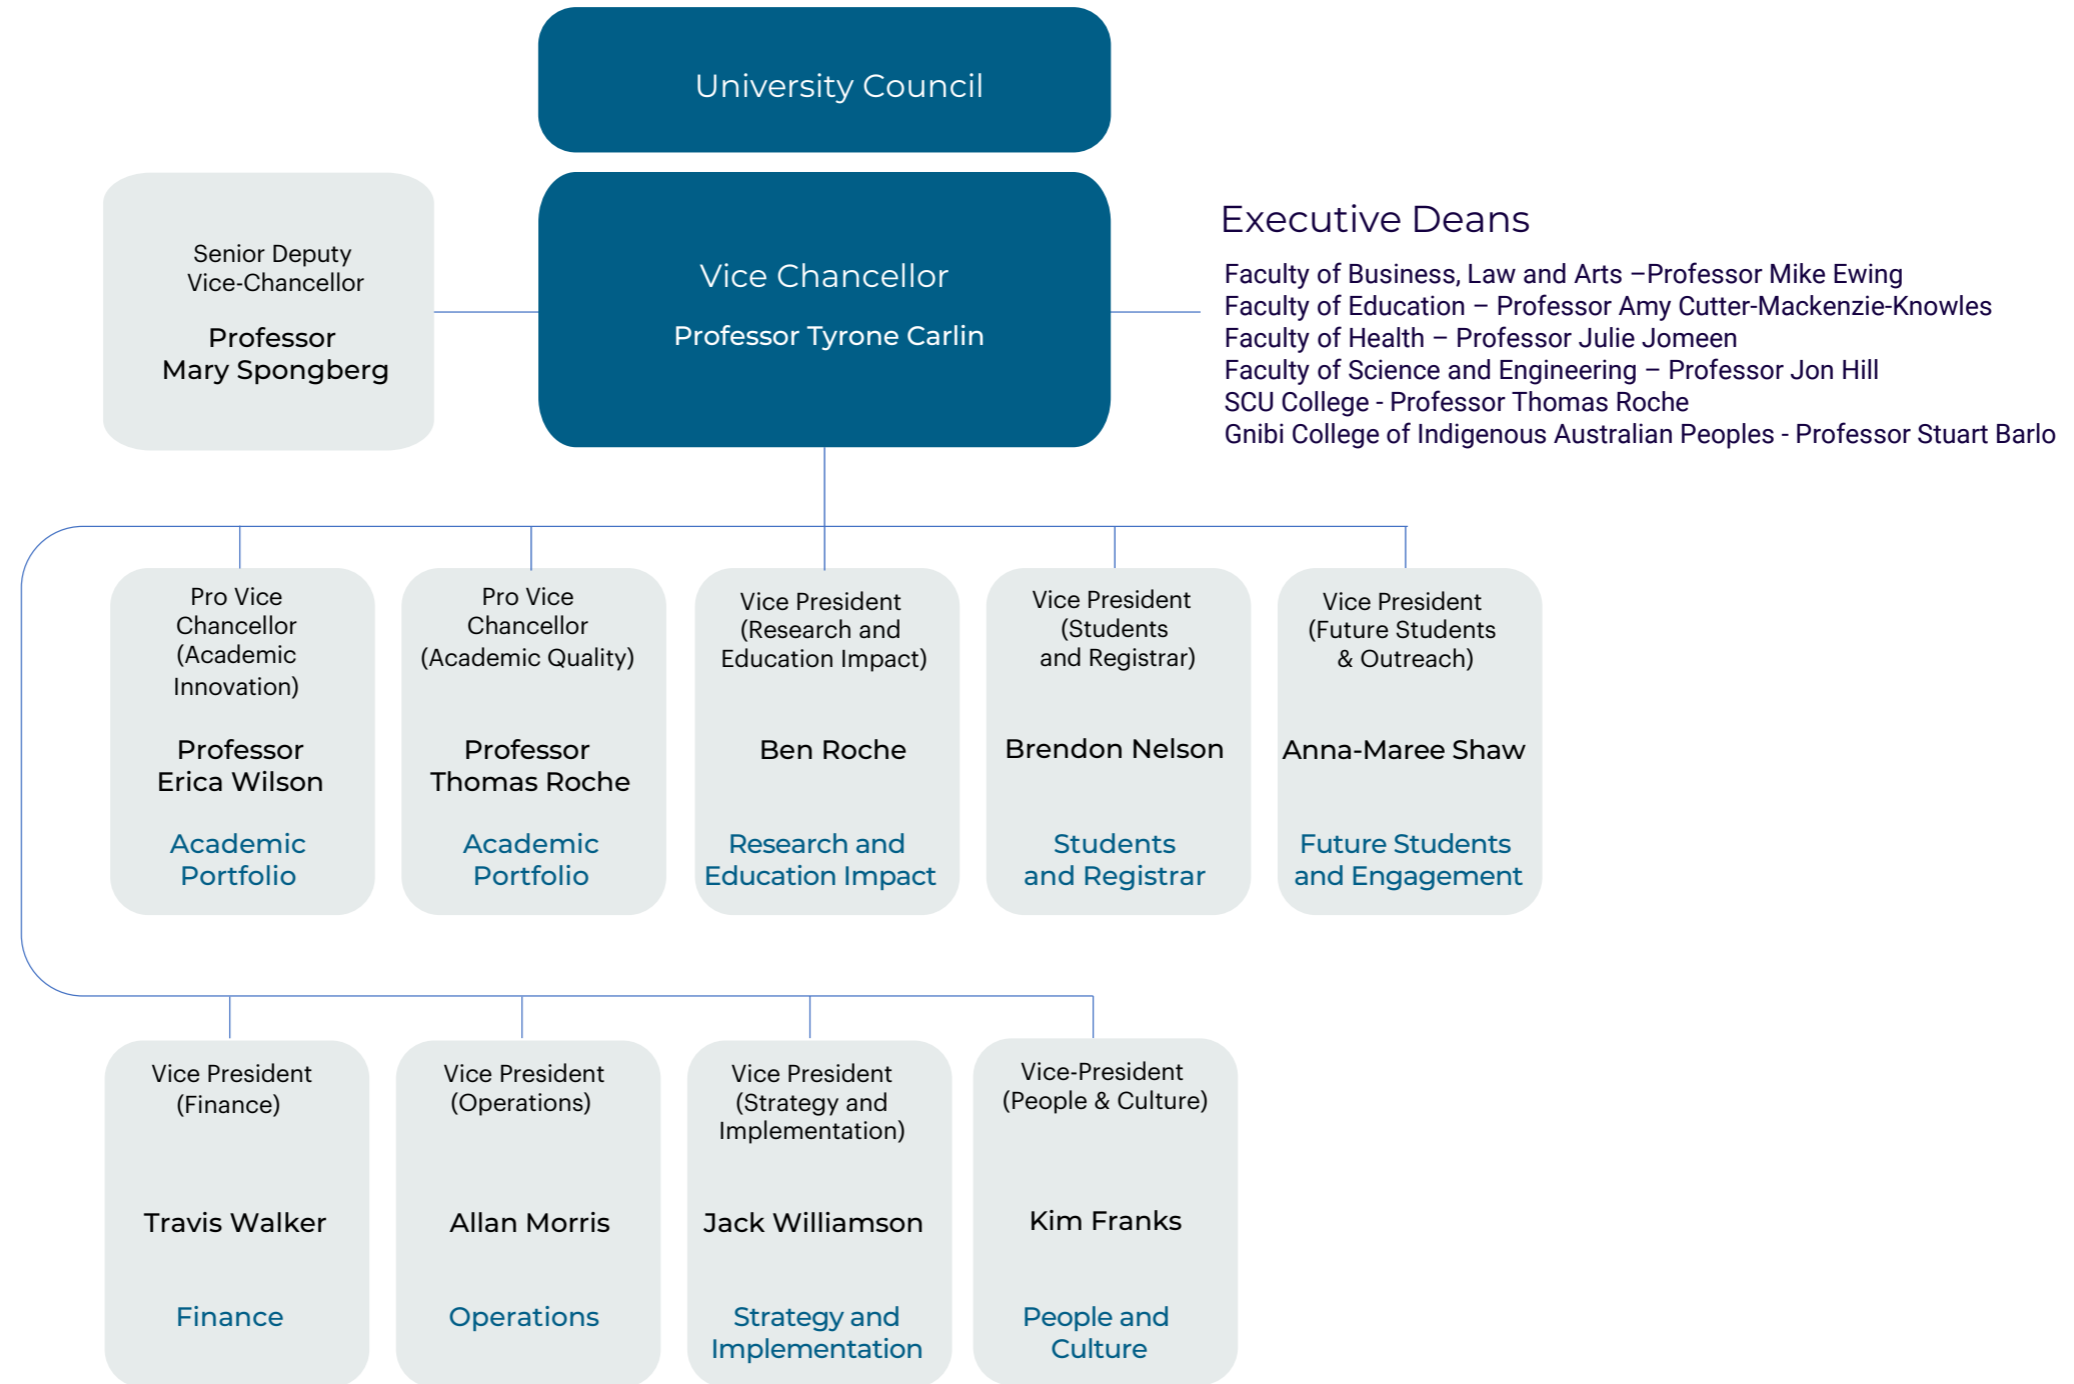 University Council
Senior Deputy
Vice-Chancellor
Professor
Mary Spongberg
Vice Chancellor
Professor Tyrone Carlin
Executive Deans
Faculty of Business, Law and Arts –Professor Mike Ewing
Faculty of Education – Professor Amy Cutter-Mackenzie-Knowles
Faculty of Health – Professor Julie Jomeen
Faculty of Science and Engineering – Professor Jon Hill
SCU College - Professor Thomas Roche
Gnibi College of Indigenous Australian Peoples - Professor Stuart Barlo
Pro Vice
Chancellor
(Academic
Innovation)
Professor
Erica Wilson
Academic
Portfolio
Pro Vice
Chancellor
(Academic Quality)
Professor
Thomas Roche
Academic
Portfolio
Vice President
(Research and
Education Impact)
Ben Roche
Research and
Education Impact
Vice President
(Students
and Registrar)
Brendon Nelson
Students
and Registrar
Vice President
(Future Students
& Outreach)
Anna-Maree Shaw
Future Students
and Engagement
Vice President
(Finance)
Travis Walker
Finance
Vice President
(Operations)
Allan Morris
Operations
Vice President
(Strategy and
Implementation)
Jack Williamson
Strategy and
Implementation
Vice-President
(People & Culture)
Kim Franks
People and
Culture